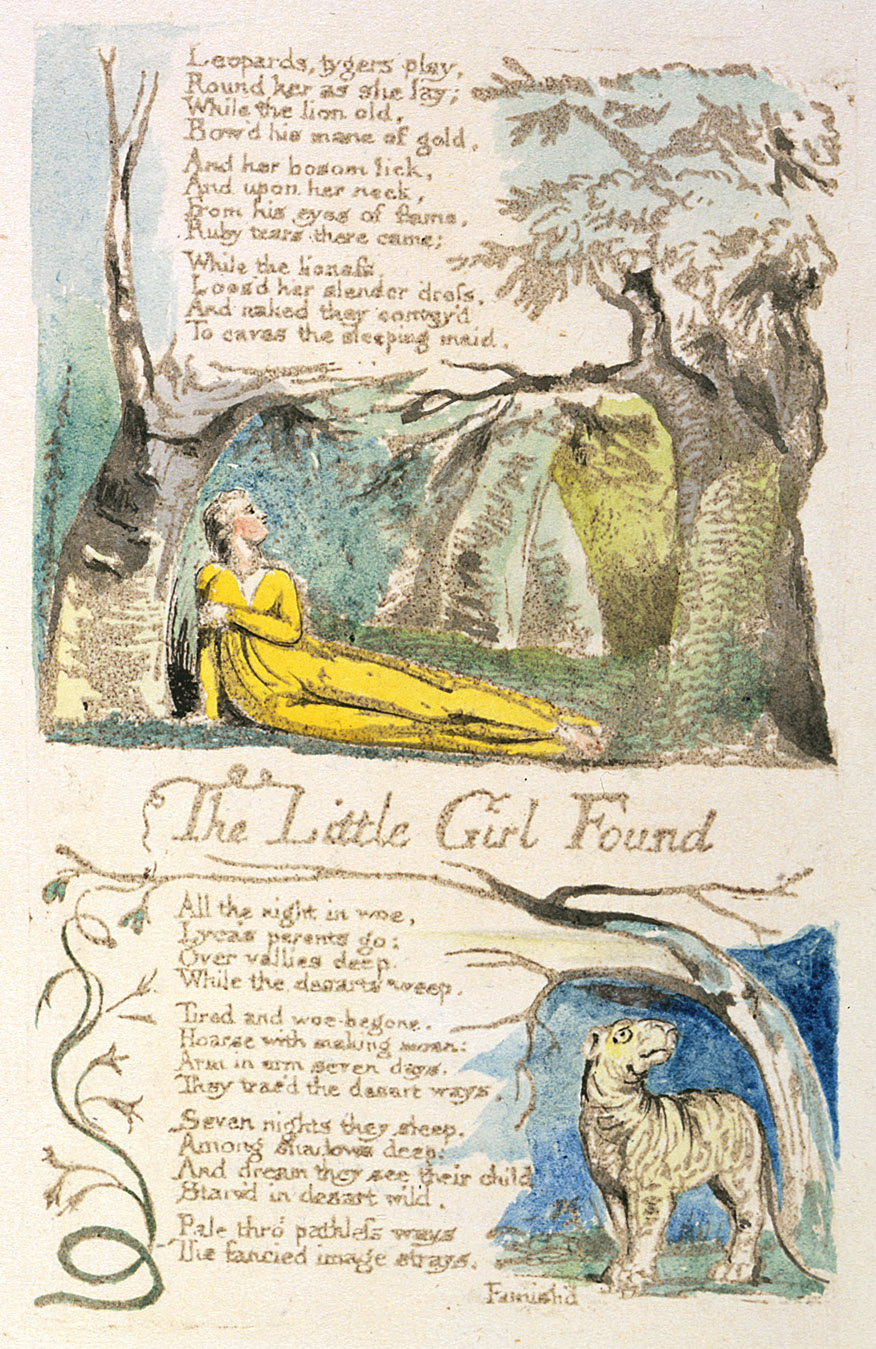 Leopards, tygers play,
Round her as she lay;
While the lion old,
Bow'd his mane of gold,
And her bosom lick,
And upon her neck,
From his eyes of flame,
Ruby tears there came;
While the lioneſs
Loos'd her slender dreſs,
And naked they convey'd
To caves the sleeping maid.
The Little Girl Found
All the night in woe,
Lyca's parents go:
Over vallies deep.
While the desarts weep.
Tired and woe-begone.
Hoarse with making moan:
Arm in arm seven days.
They trac'd the desart ways.
Seven nights they sleep.
Among shadows deep:
And dream they see their child
Starv'd in desart wild.
Pale thro' pathleſs ways
The fancied image strays.
Famish'd